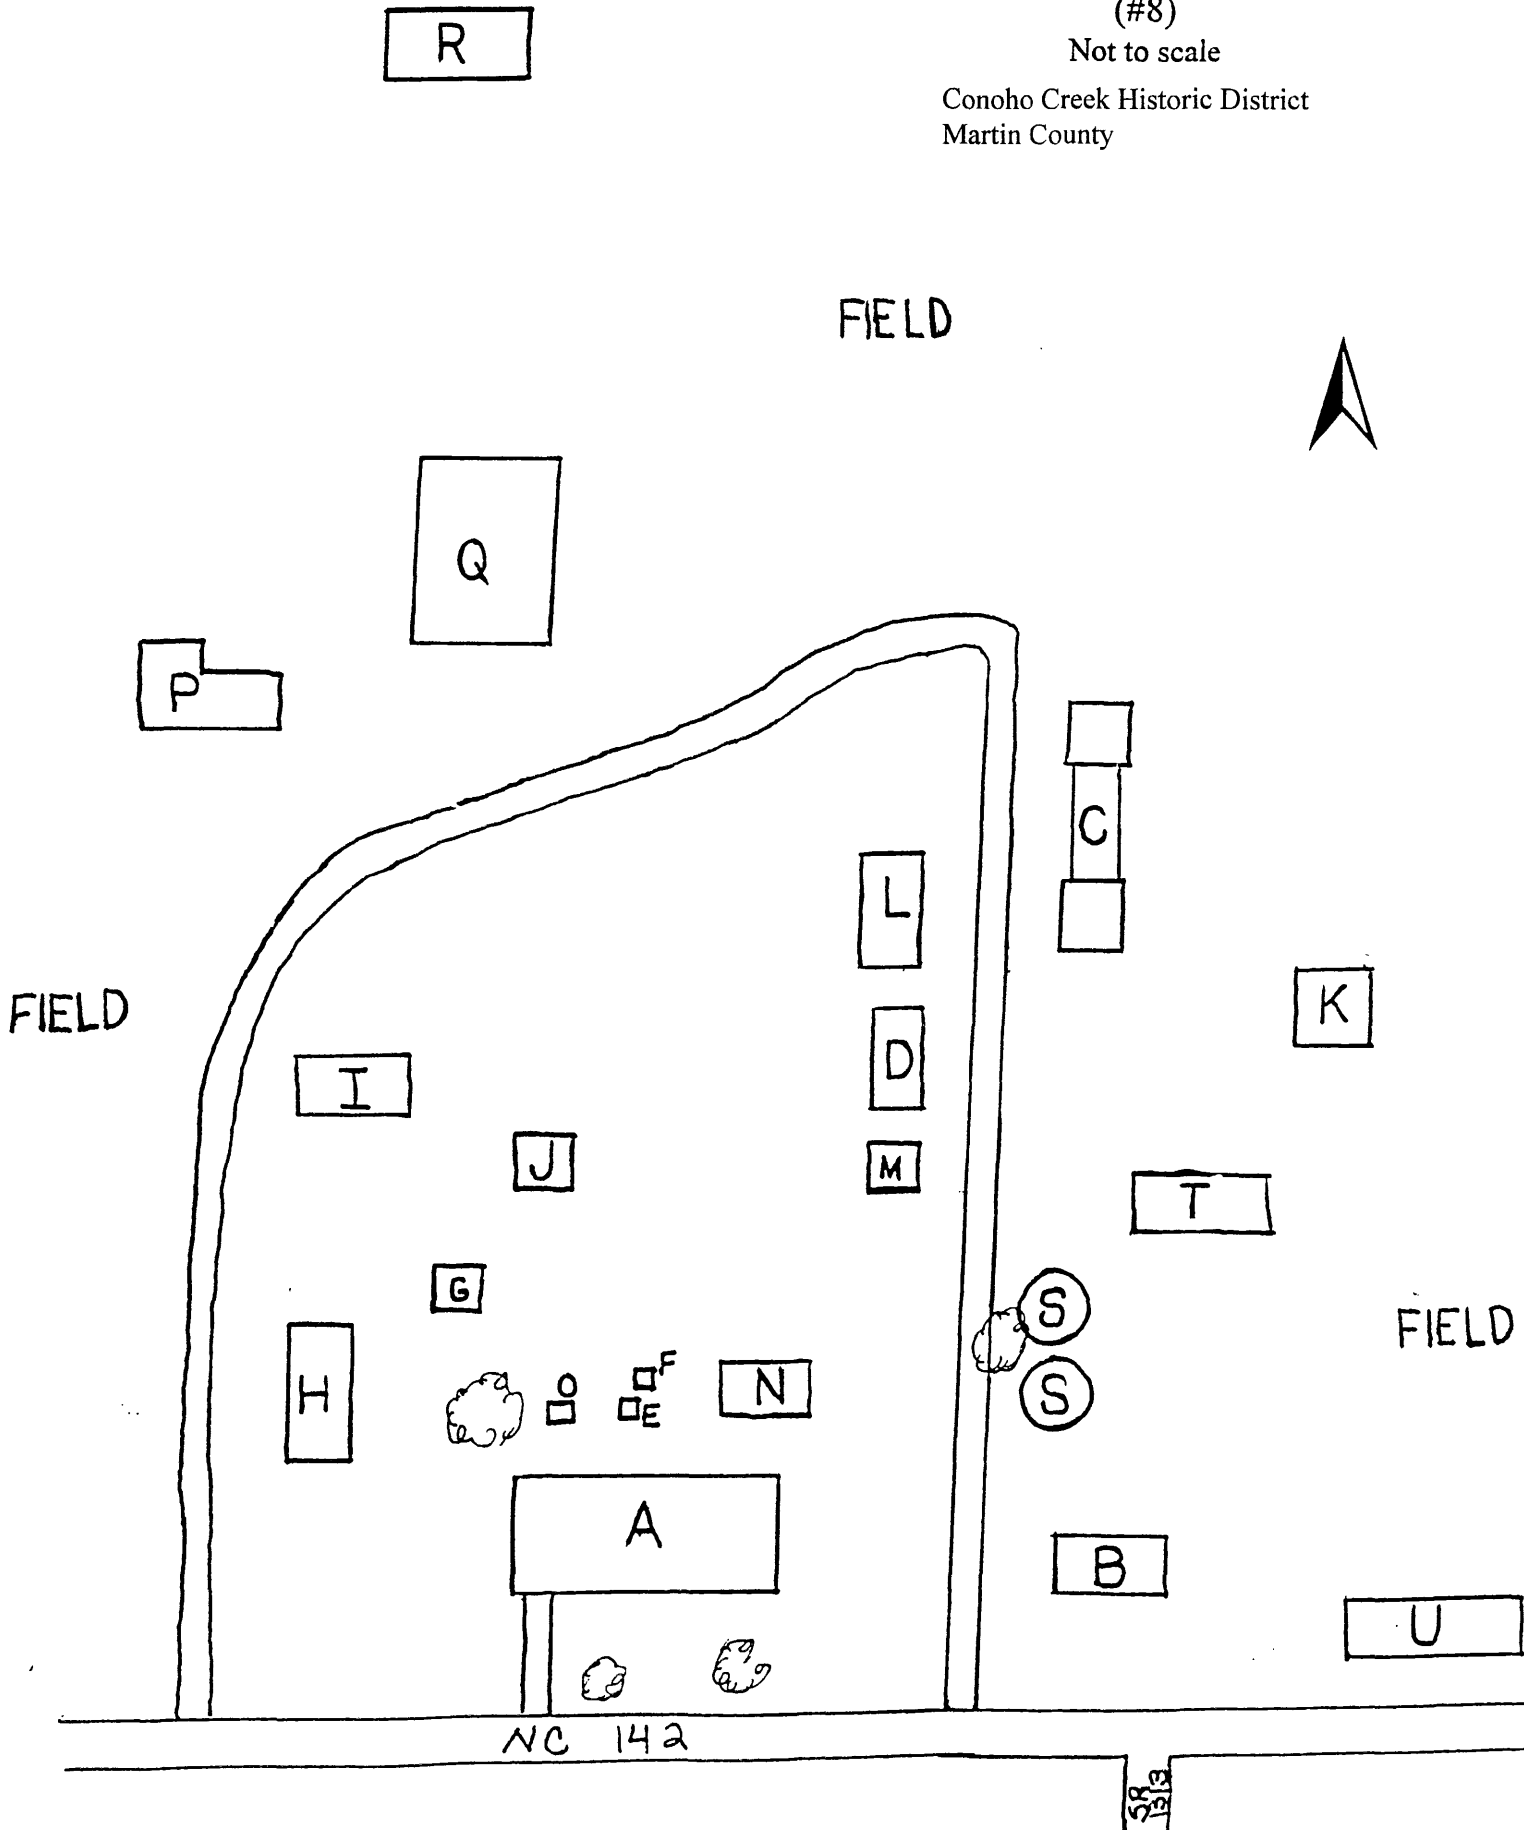 (#8)
Not to scale
Conoho Creek Historic District
Martin County
R
FIELD
Q
P
C
L
K
FIELD
D
I
J
M
T
G
S
FIELD
F
O
E
N
H
S
A
B
U
NC 142
SR
1313